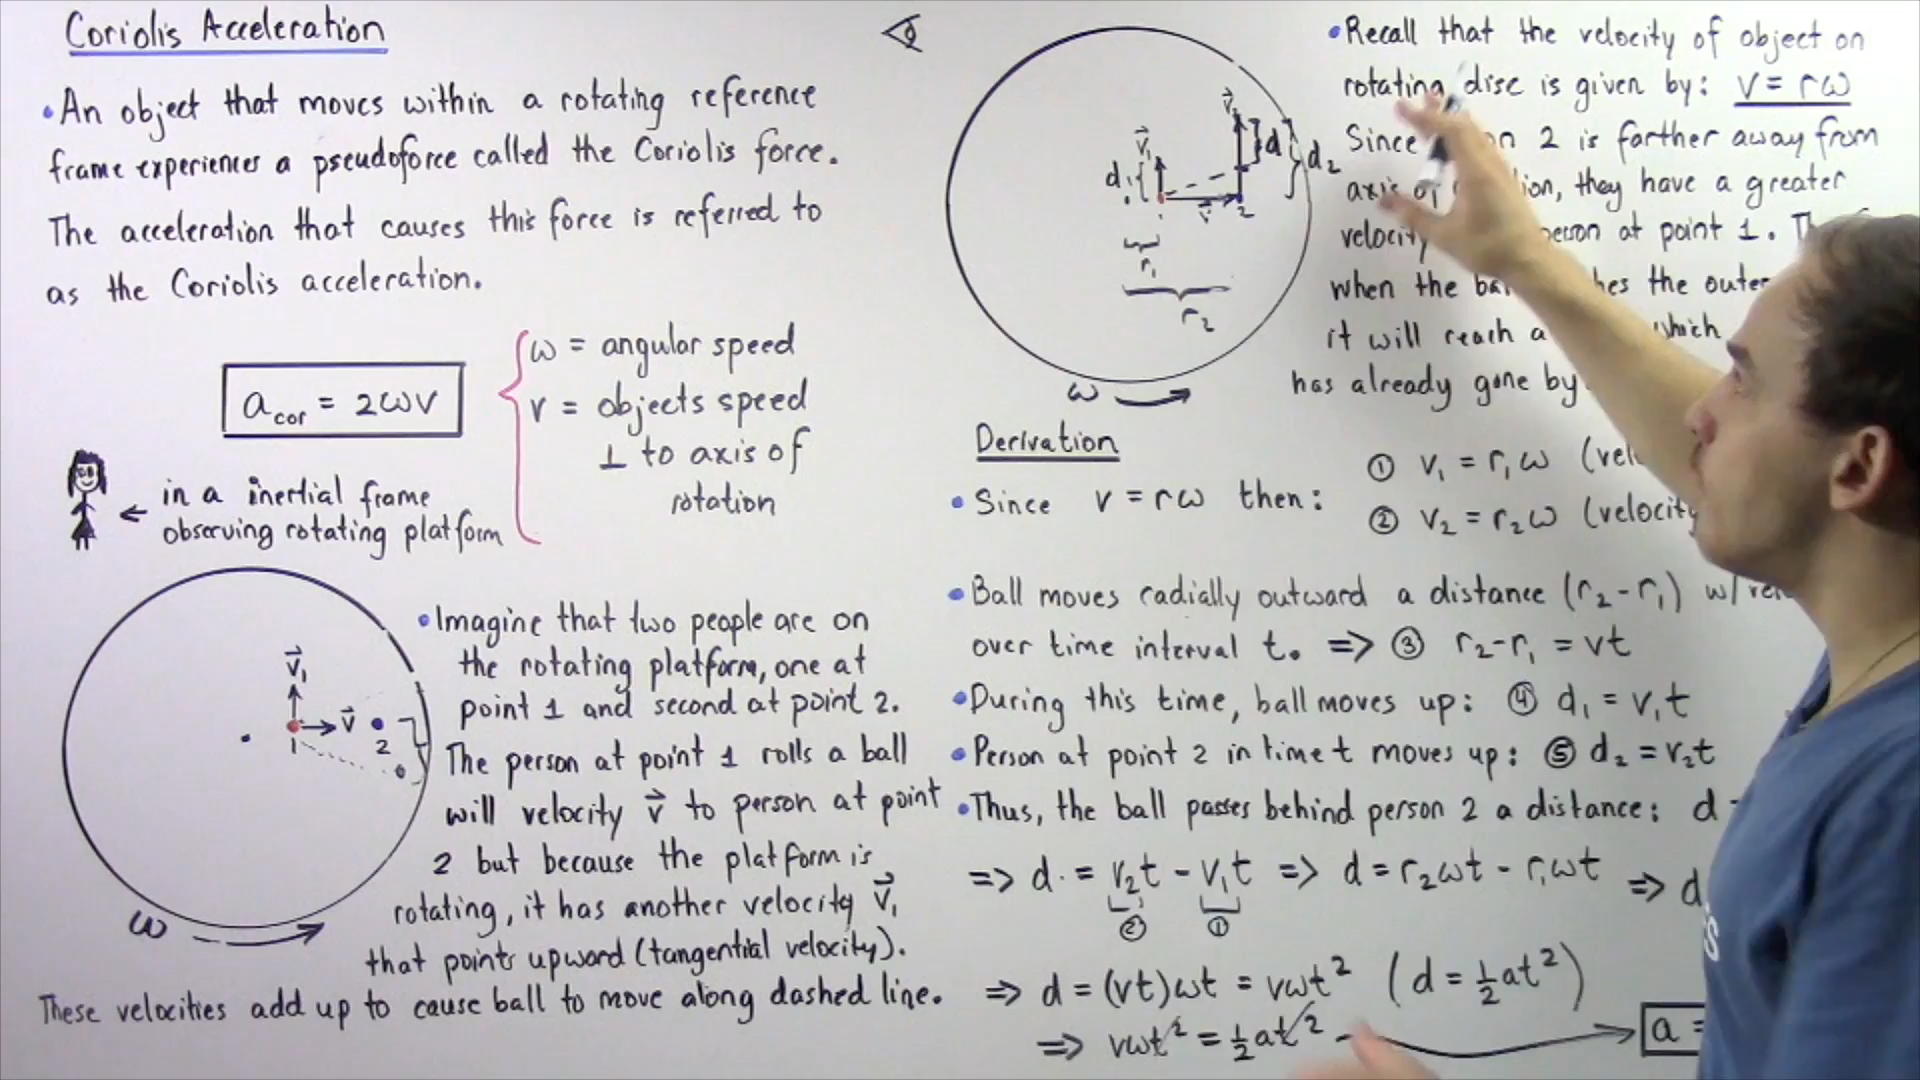 Coriolis Acceleration
• An object that moves within a rotating reference
frame experiences a pseudoforce called the Coriolis force.
The acceleration that causes this force is referred to
as the Coriolis acceleration.
a cor = 2ωv
ω = angular speed
v = objects speed
⊥ to axis of
rotation
← in a inertial frame
observing rotating platform
v⃗₁
v⃗
1
2
ω
• Imagine that two people are on
the rotating platform, one at
point 1 and second at point 2.
The person at point 1 rolls a ball
will velocity v⃗ to person at point
2 but because the platform is
rotating, it has another velocity v⃗₁
that points upward (tangential velocity).
These velocities add up to cause ball to move along dashed line.
v⃗₁
v⃗₂
d₁
d
d₂
v⃗
1
2
r₁
r₂
ω
• Recall that the velocity of object on
rotating disc is given by: v = rω
Since 2 is farther away from
axis they have a greater
velocity person at point 1.
when the the outer
it will reach a which
has already gone by
Derivation
• Since v = rω then:
① v₁ = r₁ω
② v₂ = r₂ω (velocity
• Ball moves radially outward a distance (r₂-r₁) w/
over time interval t. => ③ r₂-r₁ = vt
• During this time, ball moves up: ④ d₁ = v₁t
• Person at point 2 in time t moves up: ⑤ d₂ = v₂t
• Thus, the ball passes behind person 2 a distance: d
=> d = v₂t - v₁t => d = r₂ωt - r₁ωt => d
② ①
=> d = (vt)ωt = vωt² (d = ½at²)
=> vωt² = ½at²
a =